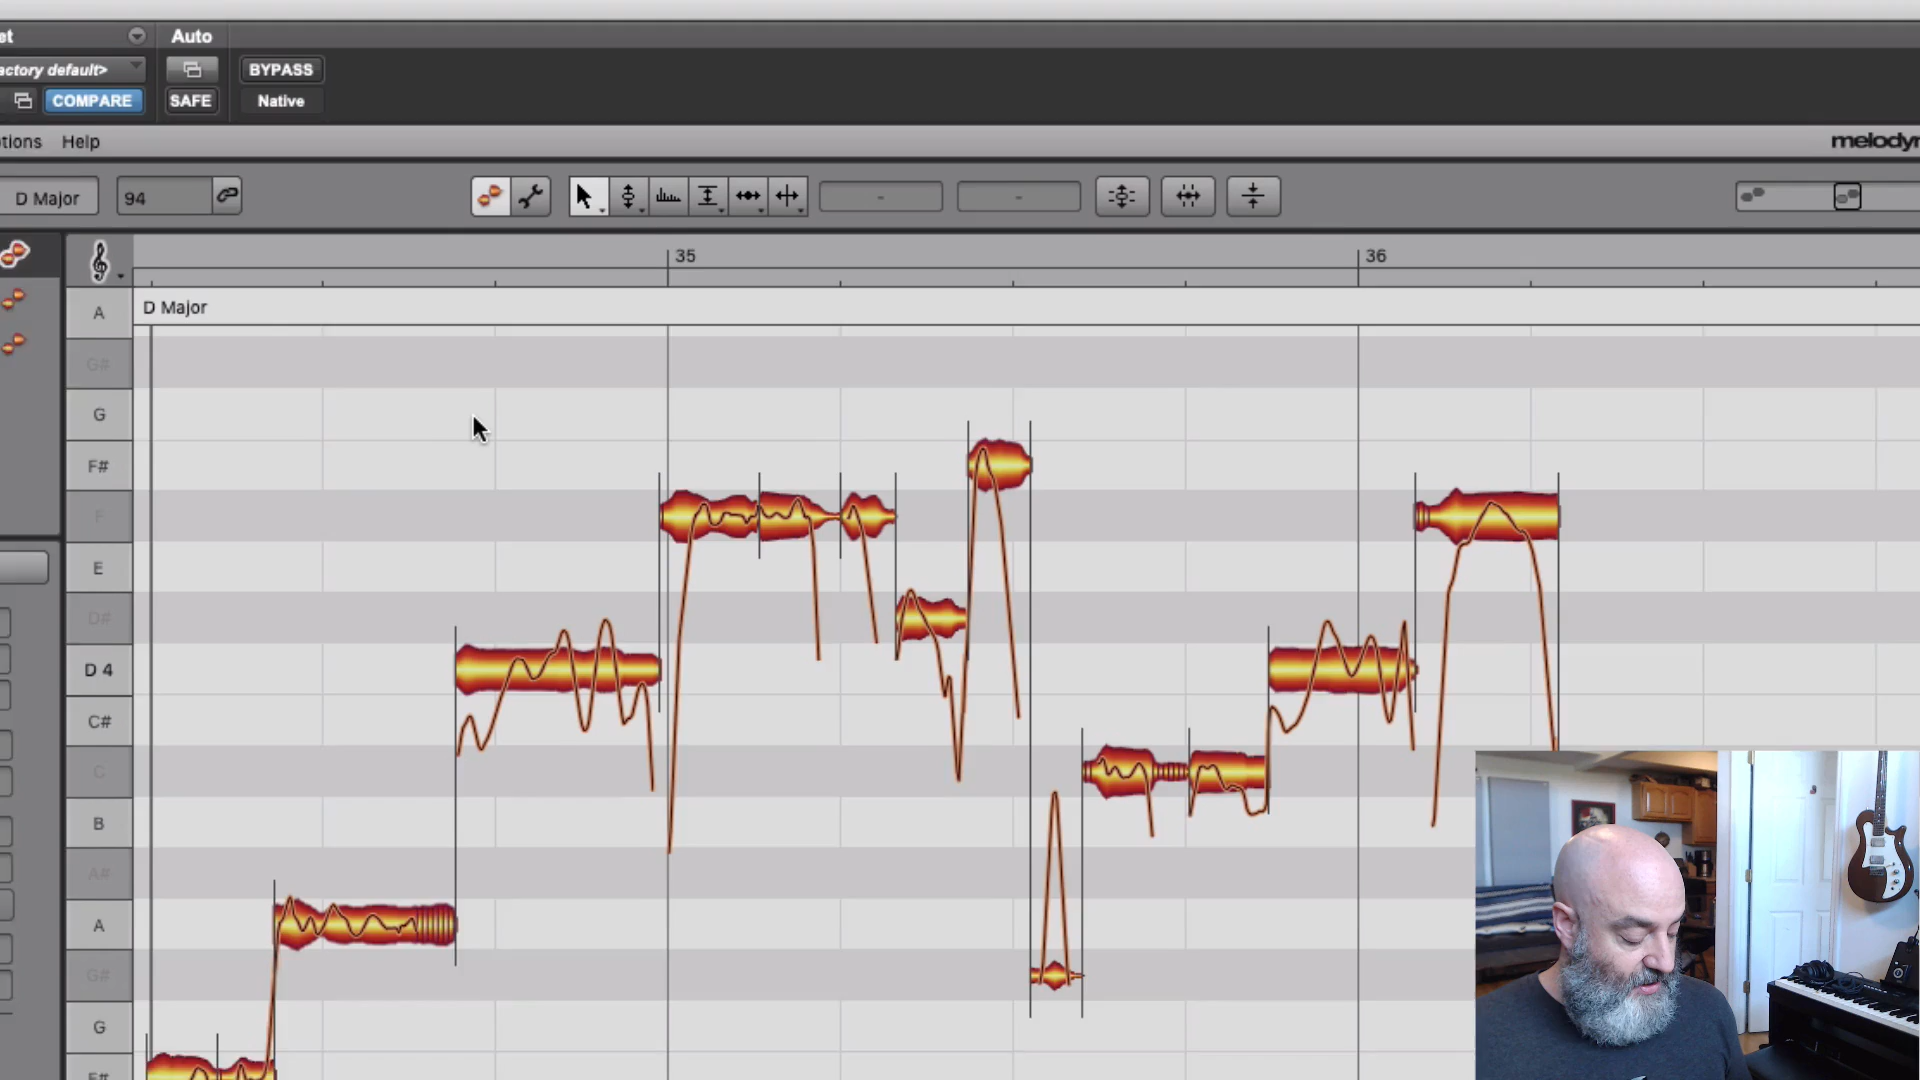 et Auto
actory default> BYPASS
COMPARE SAFE Native
tions Help melodyn
D Major 94 - -
35 36
A D Major
G#
G
F#
F
E
D#
D 4
C#
C
B
A#
A
G#
G
F#